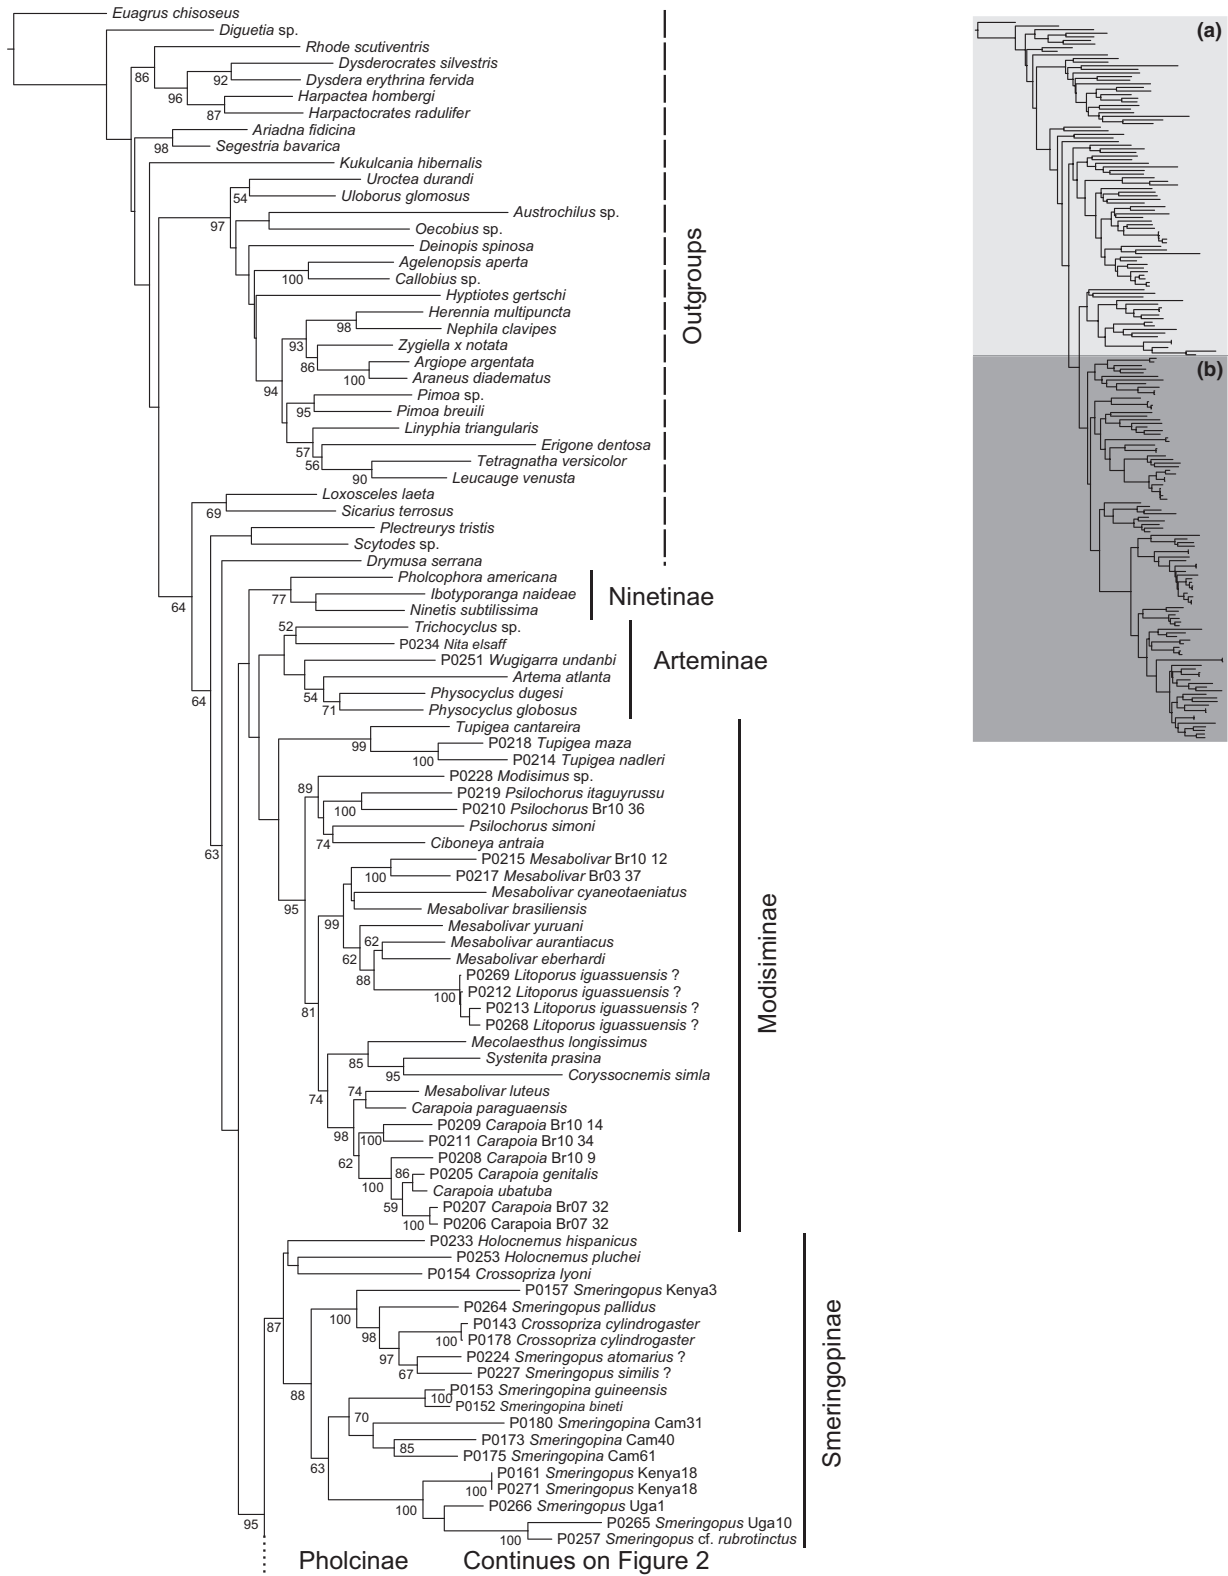 Euagrus chisoseus
Diguetia sp.
Rhode scutiventris
86
Dysderocrates silvestris
92
Dysdera erythrina fervida
96
Harpactea hombergi
87
Harpactocrates radulifer
Ariadna fidicina
98
Segestria bavarica
Kukulcania hibernalis
Uroctea durandi
54
Uloborus glomosus
97
Austrochilus sp.
Oecobius sp.
Deinopis spinosa
Agelenopsis aperta
100
Callobius sp.
Hyptiotes gertschi
Herennia multipuncta
98
Nephila clavipes
93
Zygiella x notata
86
Argiope argentata
100
Araneus diadematus
94
Pimoa sp.
95
Pimoa breuili
Linyphia triangularis
57
Erigone dentosa
56
Tetragnatha versicolor
90
Leucauge venusta
Loxosceles laeta
69
Sicarius terrosus
Plectreurys tristis
Scytodes sp.
Drymusa serrana
Outgroups
64
Pholcophora americana
77
Ibotyporanga naideae
Ninetis subtilissima
Ninetinae
52
Trichocyclus sp.
P0234 Nita elsaff
P0251 Wugigarra undanbi
Artema atlanta
54
Physocyclus dugesi
71
Physocyclus globosus
Arteminae
64
Tupigea cantareira
99
P0218 Tupigea maza
100
P0214 Tupigea nadleri
P0228 Modisimus sp.
89
P0219 Psilochorus itaguyrussu
100
P0210 Psilochorus Br10 36
Psilochorus simoni
74
Ciboneya antraia
63
P0215 Mesabolivar Br10 12
100
P0217 Mesabolivar Br03 37
Mesabolivar cyaneotaeniatus
Mesabolivar brasiliensis
95
99
Mesabolivar yuruani
62
Mesabolivar aurantiacus
62
Mesabolivar eberhardi
88
P0269 Litoporus iguassuensis ?
100
P0212 Litoporus iguassuensis ?
P0213 Litoporus iguassuensis ?
P0268 Litoporus iguassuensis ?
81
Mecolaesthus longissimus
85
Systenita prasina
95
Coryssocnemis simla
74
74
Mesabolivar luteus
Carapoia paraguaensis
98
P0209 Carapoia Br10 14
100
P0211 Carapoia Br10 34
62
P0208 Carapoia Br10 9
100
86
P0205 Carapoia genitalis
Carapoia ubatuba
59
P0207 Carapoia Br07 32
100
P0206 Carapoia Br07 32
Modisiminae
P0233 Holocnemus hispanicus
P0253 Holocnemus pluchei
P0154 Crossopriza lyoni
87
P0157 Smeringopus Kenya3
100
P0264 Smeringopus pallidus
98
P0143 Crossopriza cylindrogaster
100
P0178 Crossopriza cylindrogaster
97
P0224 Smeringopus atomarius ?
67
P0227 Smeringopus similis ?
88
P0153 Smeringopina guineensis
100
P0152 Smeringopina bineti
70
P0180 Smeringopina Cam31
P0173 Smeringopina Cam40
85
P0175 Smeringopina Cam61
63
P0161 Smeringopus Kenya18
100
P0271 Smeringopus Kenya18
100
P0266 Smeringopus Uga1
P0265 Smeringopus Uga10
100
P0257 Smeringopus cf. rubrotinctus
95
Smeringopinae
Pholcinae
Continues on Figure 2
(a)
(b)